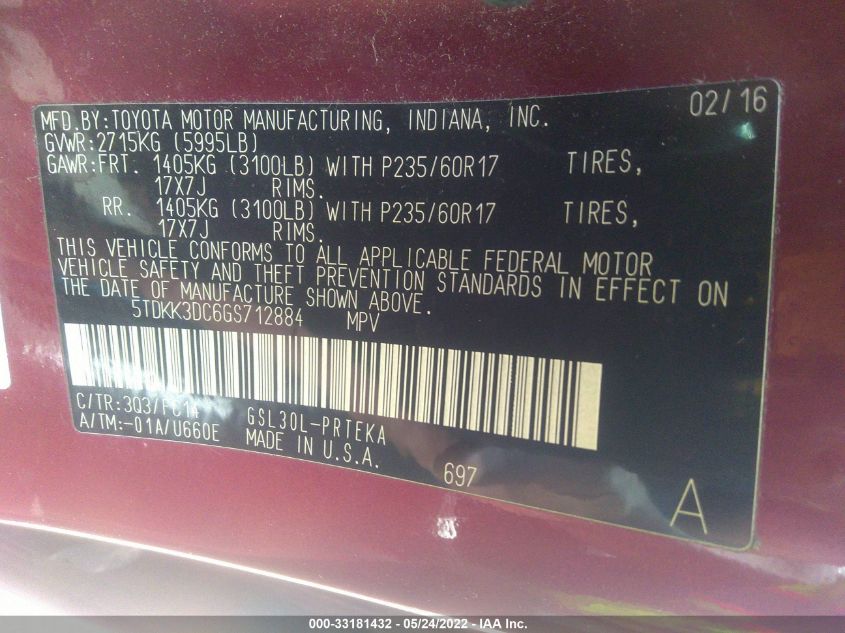 02/16
MFD.BY:TOYOTA MOTOR MANUFACTURING, INDIANA, INC.
GVWR:2715KG (5995LB)
GAWR:FRT. 1405KG (3100LB) WITH P235/60R17 TIRES,
17X7J RIMS.
RR. 1405KG (3100LB) WITH P235/60R17 TIRES,
17X7J RIMS.
THIS VEHICLE CONFORMS TO ALL APPLICABLE FEDERAL MOTOR
VEHICLE SAFETY AND THEFT PREVENTION STANDARDS IN EFFECT ON
THE DATE OF MANUFACTURE SHOWN ABOVE.
5TDKK3DC6GS712884 MPV
C/TR:3Q3/FC14 GSL30L-PRTEKA
A/TM:-01A/U660E MADE IN U.S.A.
697
A
000-33181432 - 05/24/2022 - IAA Inc.